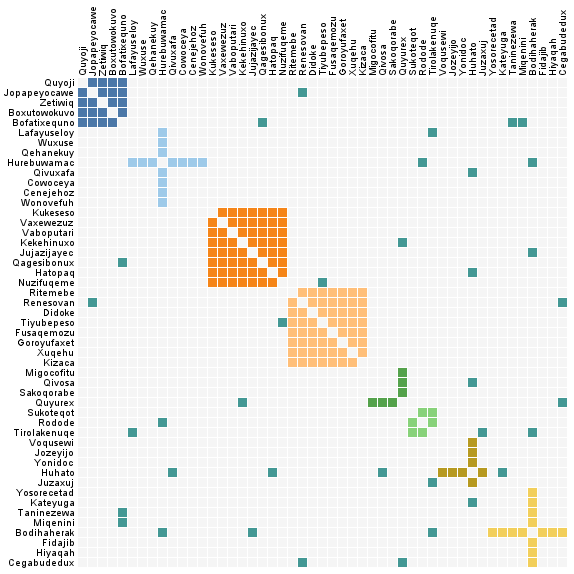 Quyoji
Jopapeyocawe
Zetiwiq
Boxutowokuvo
Bofatixequno
Lafayuseloy
Wuxuse
Qehanekuy
Hurebuwamac
Qivuxafa
Cowoceya
Cenejehoz
Wonovefuh
Kukeseso
Vaxewezuz
Vaboputari
Kekehinuxo
Jujazijayec
Qagesibonux
Hatopaq
Nuzifuqeme
Ritemebe
Renesovan
Didoke
Tiyubepeso
Fusaqemozu
Goroyufaxet
Xuqehu
Kizaca
Migocofitu
Qivosa
Sakoqorabe
Quyurex
Sukoteqot
Rodode
Tirolakenuqe
Voqusewi
Jozeyijo
Yonidoc
Huhato
Juzaxuj
Yosorecetad
Kateyuga
Taninezewa
Miqenini
Bodihaherak
Fidajib
Hiyaqah
Cegabudedux
Quyoji
Jopapeyocawe
Zetiwiq
Boxutowokuvo
Bofatixequno
Lafayuseloy
Wuxuse
Qehanekuy
Hurebuwamac
Qivuxafa
Cowoceya
Cenejehoz
Wonovefuh
Kukeseso
Vaxewezuz
Vaboputari
Kekehinuxo
Jujazijayec
Qagesibonux
Hatopaq
Nuzifuqeme
Ritemebe
Renesovan
Didoke
Tiyubepeso
Fusaqemozu
Goroyufaxet
Xuqehu
Kizaca
Migocofitu
Qivosa
Sakoqorabe
Quyurex
Sukoteqot
Rodode
Tirolakenuqe
Voqusewi
Jozeyijo
Yonidoc
Huhato
Juzaxuj
Yosorecetad
Kateyuga
Taninezewa
Miqenini
Bodihaherak
Fidajib
Hiyaqah
Cegabudedux